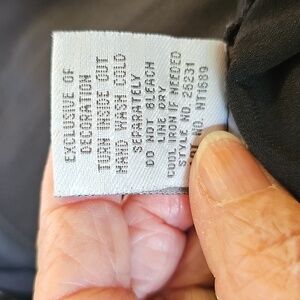 EXCLUSIVE OF
DECORATION
TURN INSIDE OUT
HAND WASH COLD
SEPARATELY
DO NOT BLEACH
LINE DRY
COOL IRON IF NEEDED
STYLE NO. 25231
NO. NT1689